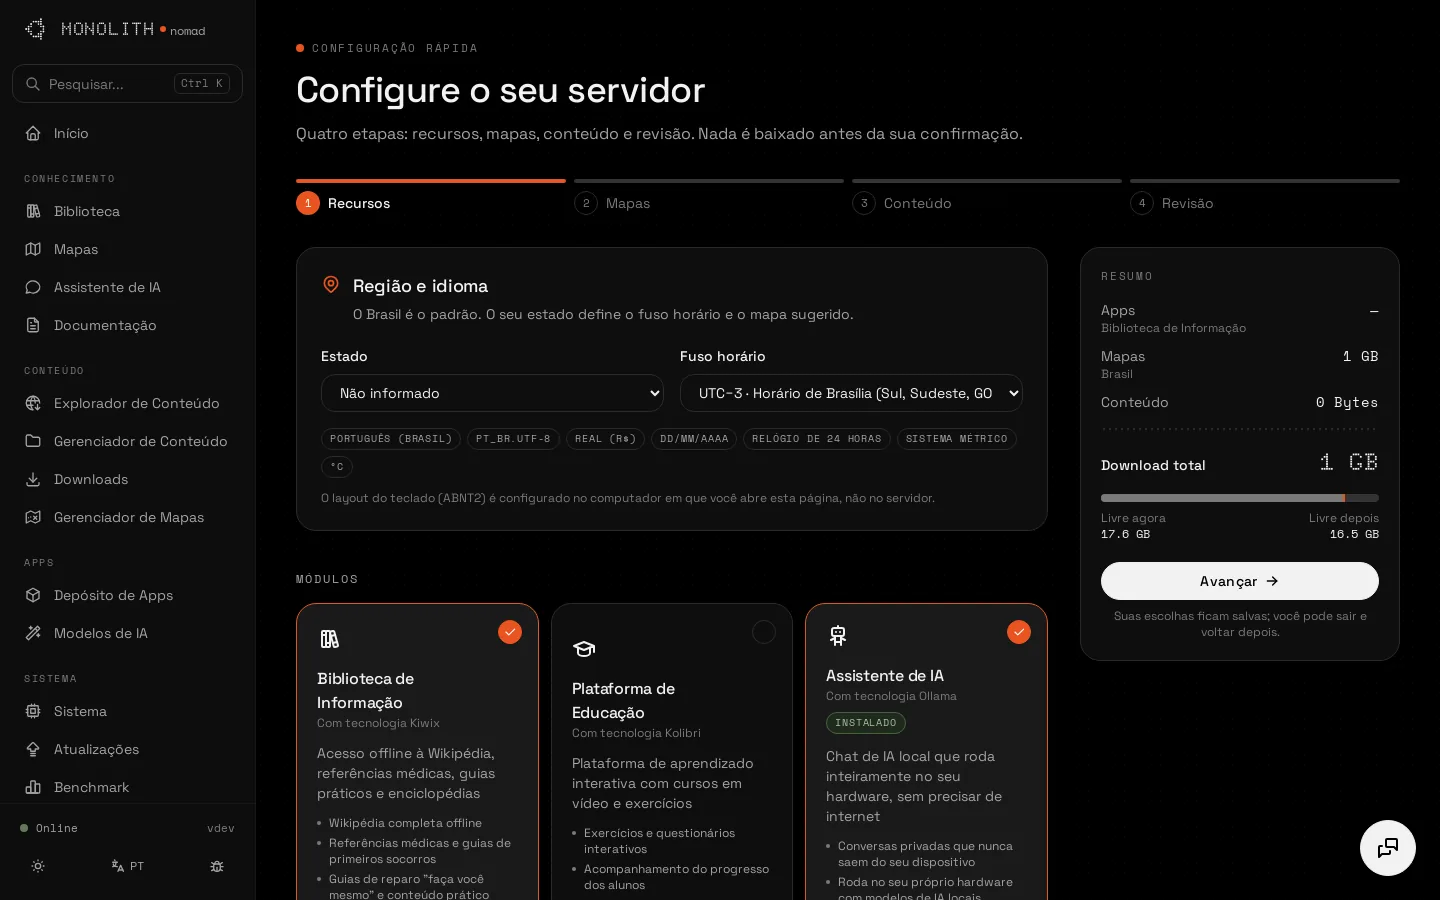 MONOLITH nomad
Pesquisar... Ctrl K
Início
CONHECIMENTO
Biblioteca
Mapas
Assistente de IA
Documentação
CONTEÚDO
Explorador de Conteúdo
Gerenciador de Conteúdo
Downloads
Gerenciador de Mapas
APPS
Depósito de Apps
Modelos de IA
SISTEMA
Sistema
Atualizações
Benchmark
Online vdev
PT
CONFIGURAÇÃO RÁPIDA
Configure o seu servidor
Quatro etapas: recursos, mapas, conteúdo e revisão. Nada é baixado antes da sua confirmação.
1 Recursos
2 Mapas
3 Conteúdo
4 Revisão
Região e idioma
O Brasil é o padrão. O seu estado define o fuso horário e o mapa sugerido.
Estado
Não informado
Fuso horário
UTC−3 · Horário de Brasília (Sul, Sudeste, GO
PORTUGUÊS (BRASIL) PT_BR.UTF-8 REAL (R$) DD/MM/AAAA RELÓGIO DE 24 HORAS SISTEMA MÉTRICO
°C
O layout do teclado (ABNT2) é configurado no computador em que você abre esta página, não no servidor.
MÓDULOS
Biblioteca de
Informação
Com tecnologia Kiwix
Acesso offline à Wikipédia,
referências médicas, guias
práticos e enciclopédias
• Wikipédia completa offline
• Referências médicas e guias de
primeiros socorros
• Guias de reparo "faça você
mesmo" e conteúdo prático
Plataforma de
Educação
Com tecnologia Kolibri
Plataforma de aprendizado
interativa com cursos em
vídeo e exercícios
• Exercícios e questionários
interativos
• Acompanhamento do progresso
dos alunos
Assistente de IA
Com tecnologia Ollama
INSTALADO
Chat de IA local que roda
inteiramente no seu
hardware, sem precisar de
internet
• Conversas privadas que nunca
saem do seu dispositivo
• Roda no seu próprio hardware
com modelos de IA locais
RESUMO
Apps —
Biblioteca de Informação
Mapas 1 GB
Brasil
Conteúdo 0 Bytes
Download total 1 GB
Livre agora Livre depois
17.6 GB 16.5 GB
Avançar →
Suas escolhas ficam salvas; você pode sair e
voltar depois.